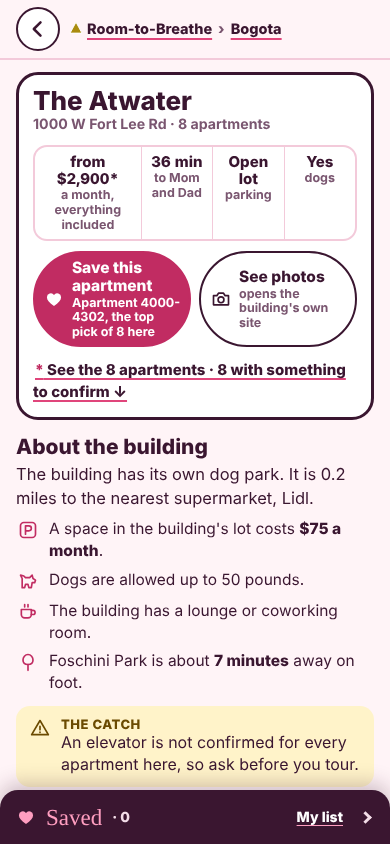 Room-to-Breathe › Bogota
The Atwater
1000 W Fort Lee Rd · 8 apartments
from
$2,900*
a month,
everything
included
36 min
to Mom
and Dad
Open
lot
parking
Yes
dogs
Save this
apartment
Apartment 4000-
4302, the top
pick of 8 here
See photos
opens the
building's own
site
* See the 8 apartments · 8 with something
to confirm ↓
About the building
The building has its own dog park. It is 0.2
miles to the nearest supermarket, Lidl.
A space in the building's lot costs $75 a
month.
Dogs are allowed up to 50 pounds.
The building has a lounge or coworking
room.
Foschini Park is about 7 minutes away on
foot.
THE CATCH
An elevator is not confirmed for every
apartment here, so ask before you tour.
Saved · 0
My list